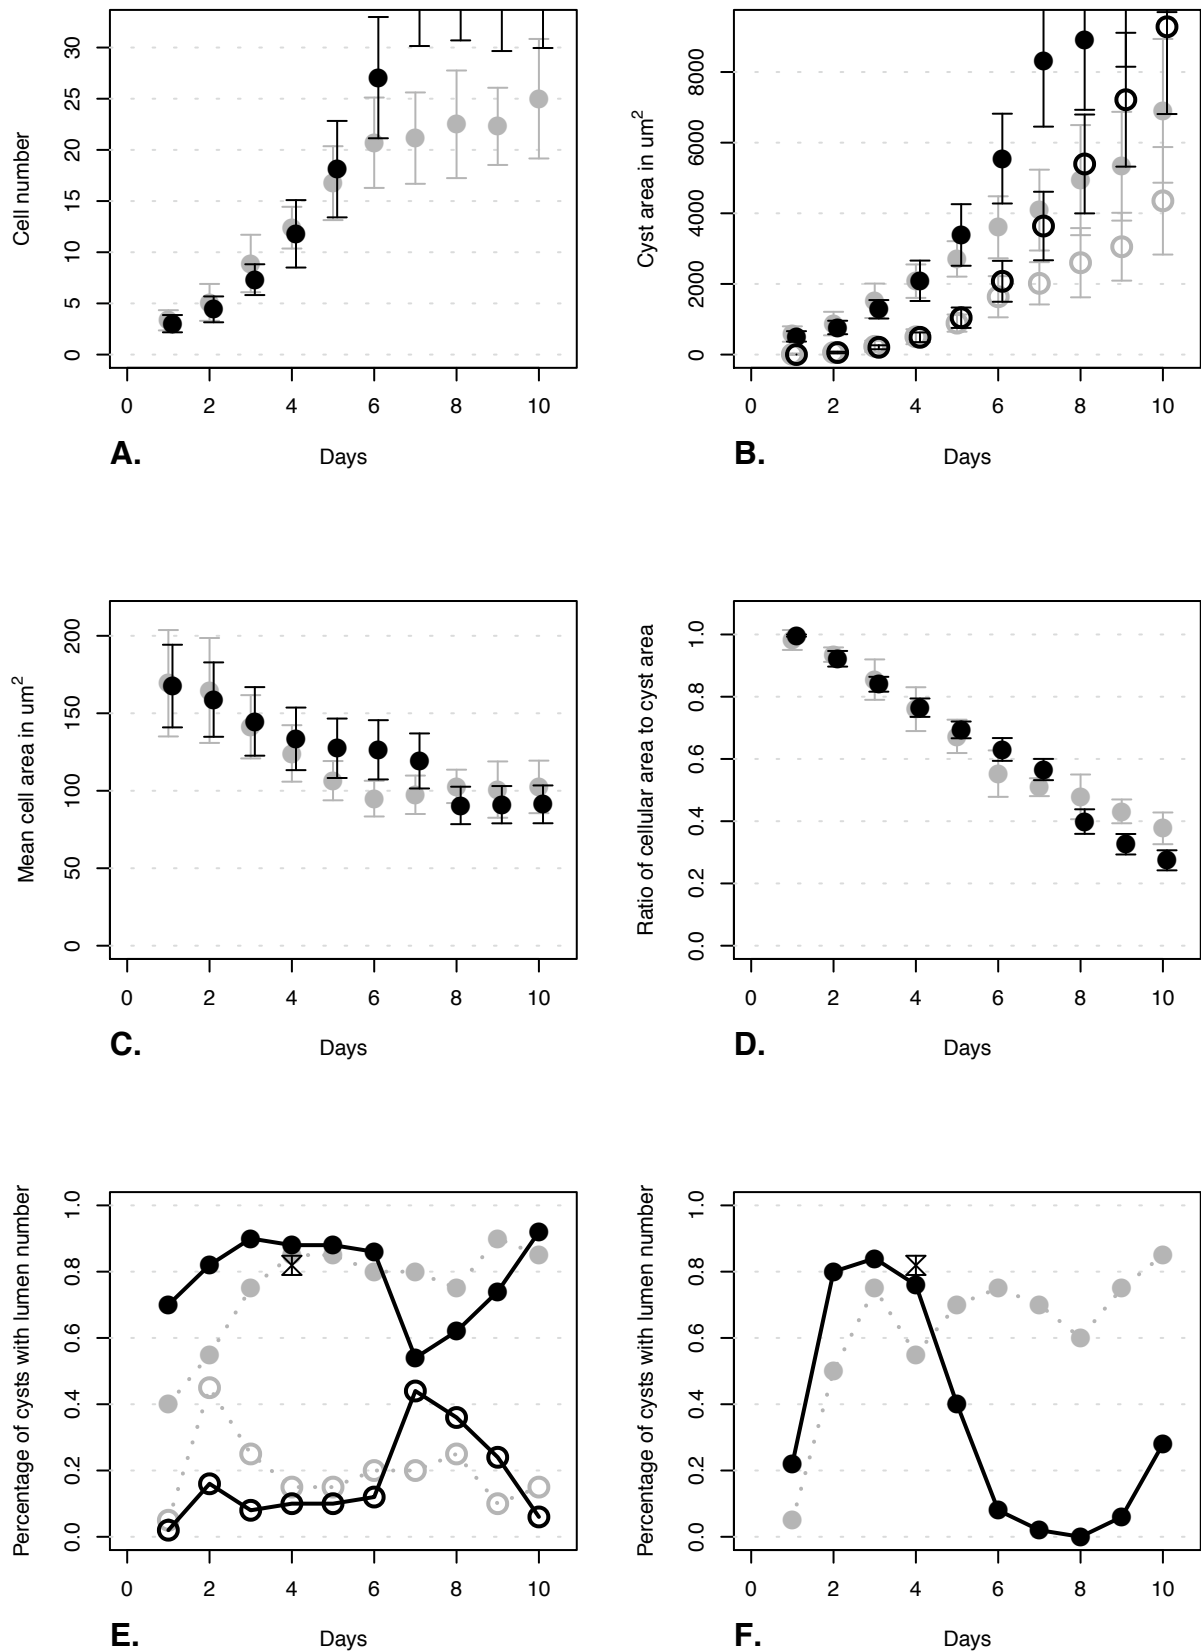 Cell number
0 5 10 15 20 25 30
0 2 4 6 8 10
A. Days
Cyst area in um²
0 2000 4000 6000 8000
0 2 4 6 8 10
B. Days
Mean cell area in um²
0 50 100 150 200
0 2 4 6 8 10
C. Days
Ratio of cellular area to cyst area
0.0 0.2 0.4 0.6 0.8 1.0
0 2 4 6 8 10
D. Days
Percentage of cysts with lumen number
0.0 0.2 0.4 0.6 0.8 1.0
0 2 4 6 8 10
E. Days
Percentage of cysts with lumen number
0.0 0.2 0.4 0.6 0.8 1.0
0 2 4 6 8 10
F. Days